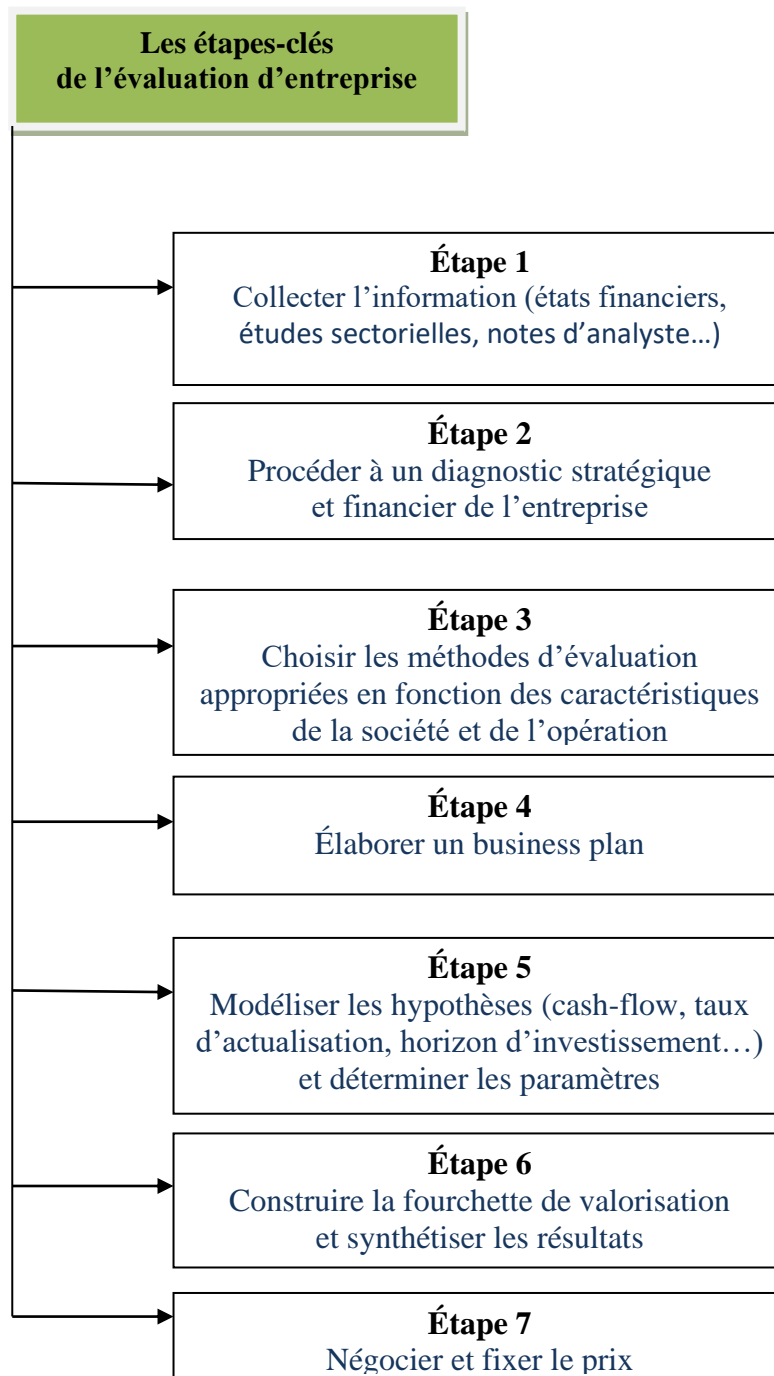 Les étapes-clés
de l’évaluation d’entreprise
Étape 1
Collecter l’information (états financiers,
études sectorielles, notes d’analyste…)
Étape 2
Procéder à un diagnostic stratégique
et financier de l’entreprise
Étape 3
Choisir les méthodes d’évaluation
appropriées en fonction des caractéristiques
de la société et de l’opération
Étape 4
Élaborer un business plan
Étape 5
Modéliser les hypothèses (cash-flow, taux
d’actualisation, horizon d’investissement…)
et déterminer les paramètres
Étape 6
Construire la fourchette de valorisation
et synthétiser les résultats
Étape 7
Négocier et fixer le prix